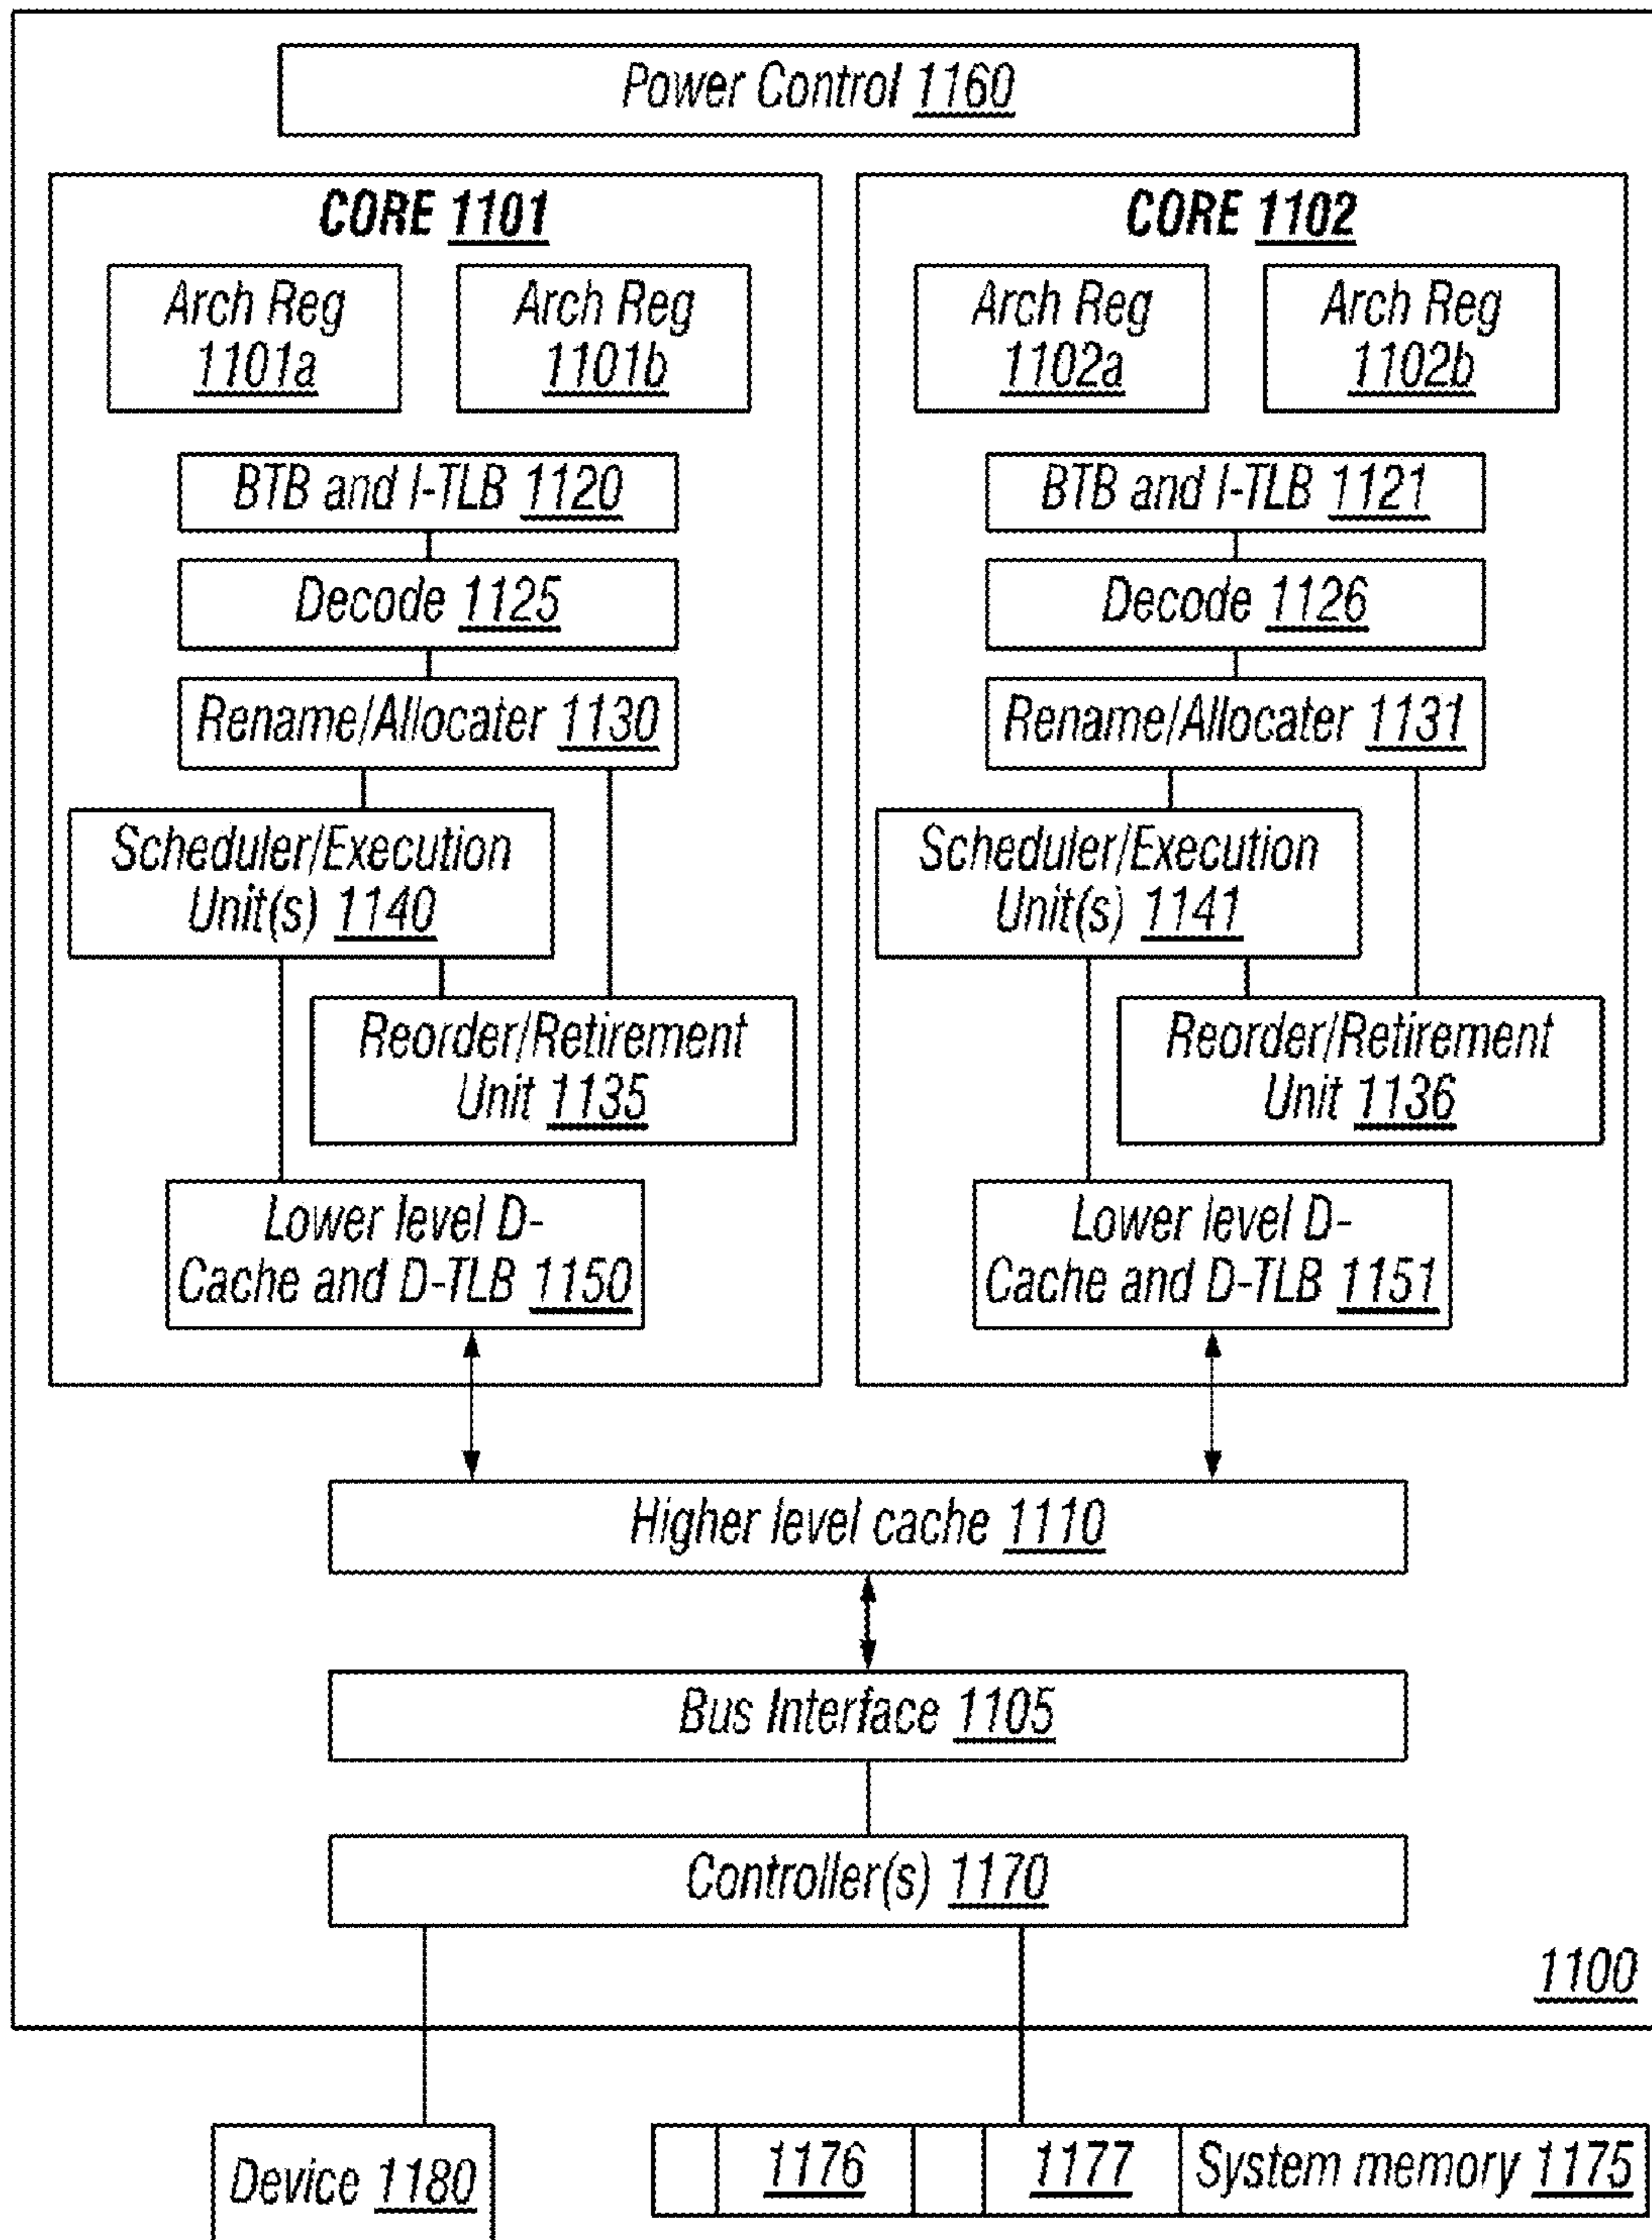 Power Control 1160
CORE 1101
Arch Reg
1101a
Arch Reg
1101b
BTB and I-TLB 1120
Decode 1125
Rename/Allocater 1130
Scheduler/Execution
Unit(s) 1140
Reorder/Retirement
Unit 1135
Lower level D-
Cache and D-TLB 1150
CORE 1102
Arch Reg
1102a
Arch Reg
1102b
BTB and I-TLB 1121
Decode 1126
Rename/Allocater 1131
Scheduler/Execution
Unit(s) 1141
Reorder/Retirement
Unit 1136
Lower level D-
Cache and D-TLB 1151
Higher level cache 1110
Bus Interface 1105
Controller(s) 1170
1100
Device 1180
1176
1177
System memory 1175